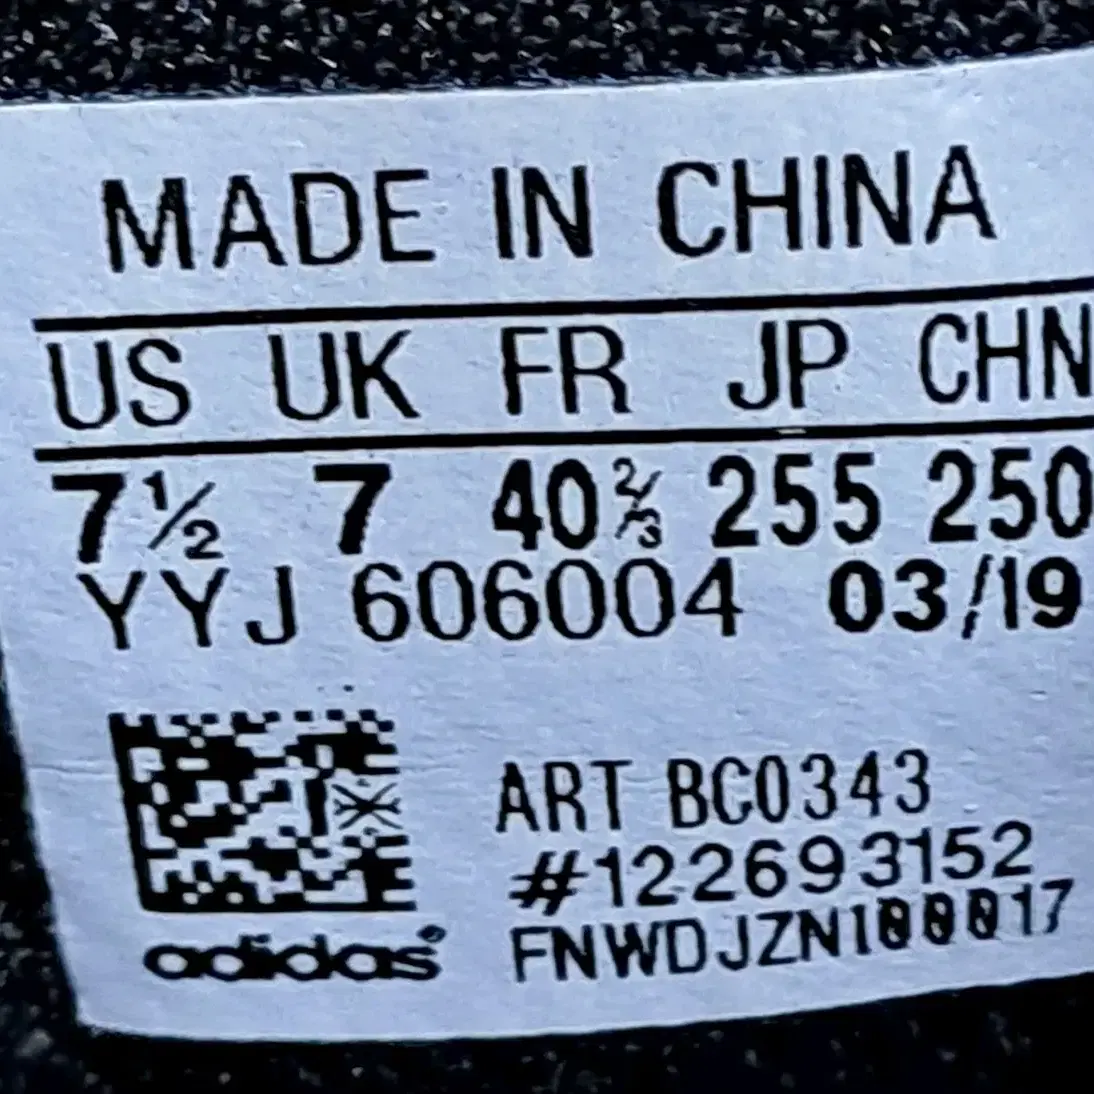 MADE IN CHINA
US UK FR JP CHN
7½ 7 40⅔ 255 250
YYJ 606004 03/19
ART BC0343
#122693152
FNWDJZN100017
adidas®